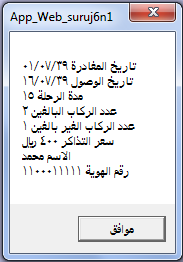 App_Web_suruj6n1
تاريخ المغادرة ٠١/٠٧/٣٩
تاريخ الوصول ١٦/٠٧/٣٩
مدة الرحلة ١٥
عدد الركاب البالغين ٢
عدد الركاب الغير بالغين ١
سعر التذاكر ٤٠٠ ريال
الاسم محمد
رقم الهوية ١١٠٠٠١١١١١
موافق